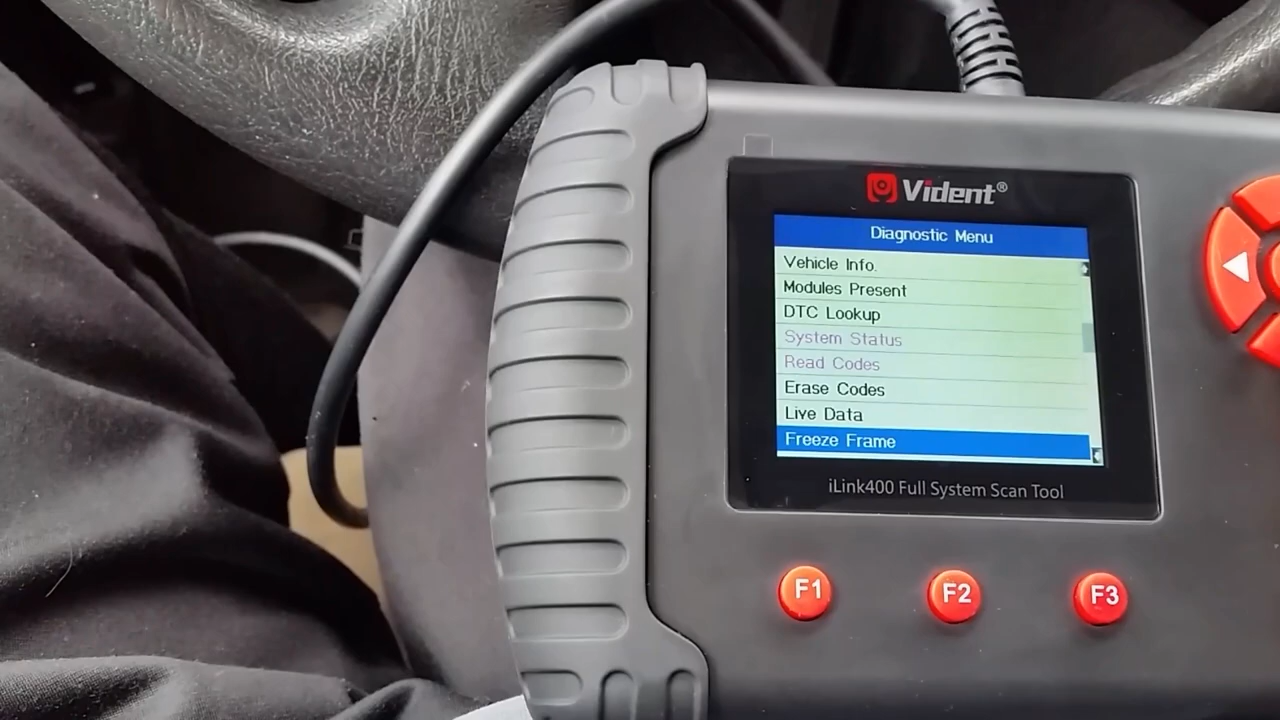 Vident®
Diagnostic Menu
Vehicle Info.
Modules Present
DTC Lookup
System Status
Read Codes
Erase Codes
Live Data
Freeze Frame
iLink400 Full System Scan Tool
F1 F2 F3